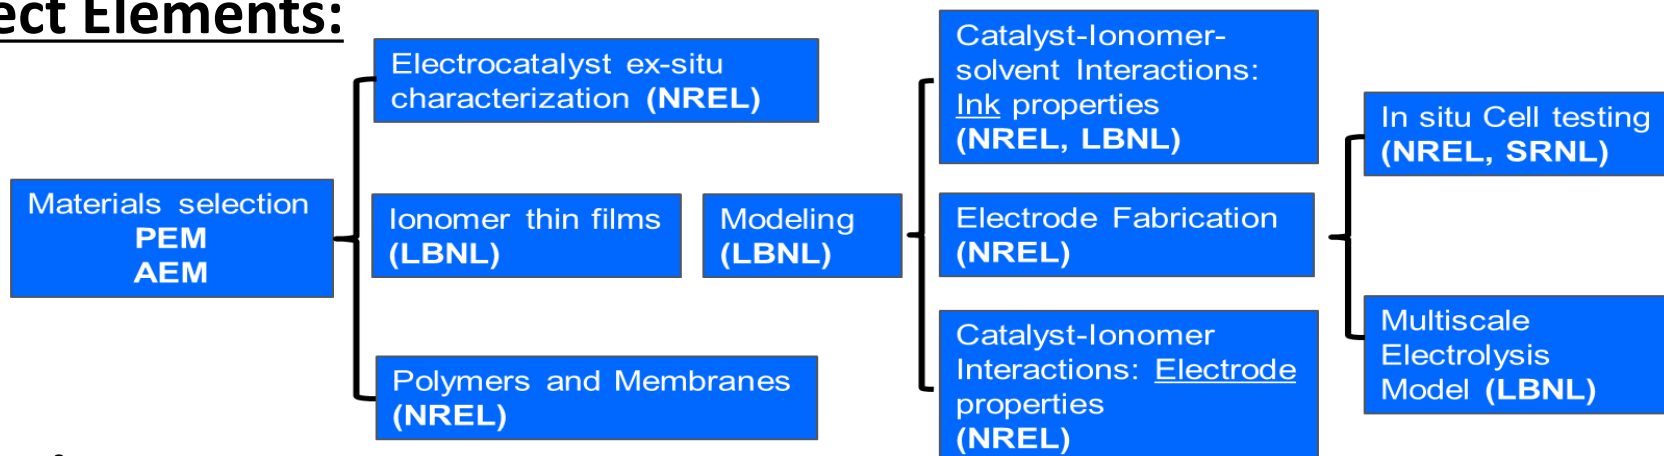 ect Elements:
Electrocatalyst ex-situ
characterization (NREL)
Materials selection
PEM
AEM
Ionomer thin films
(LBNL)
Polymers and Membranes
(NREL)
Modeling
(LBNL)
Catalyst-Ionomer-
solvent Interactions:
Ink properties
(NREL, LBNL)
Electrode Fabrication
(NREL)
Catalyst-Ionomer
Interactions: Electrode
properties
(NREL)
In situ Cell testing
(NREL, SRNL)
Multiscale
Electrolysis
Model (LBNL)